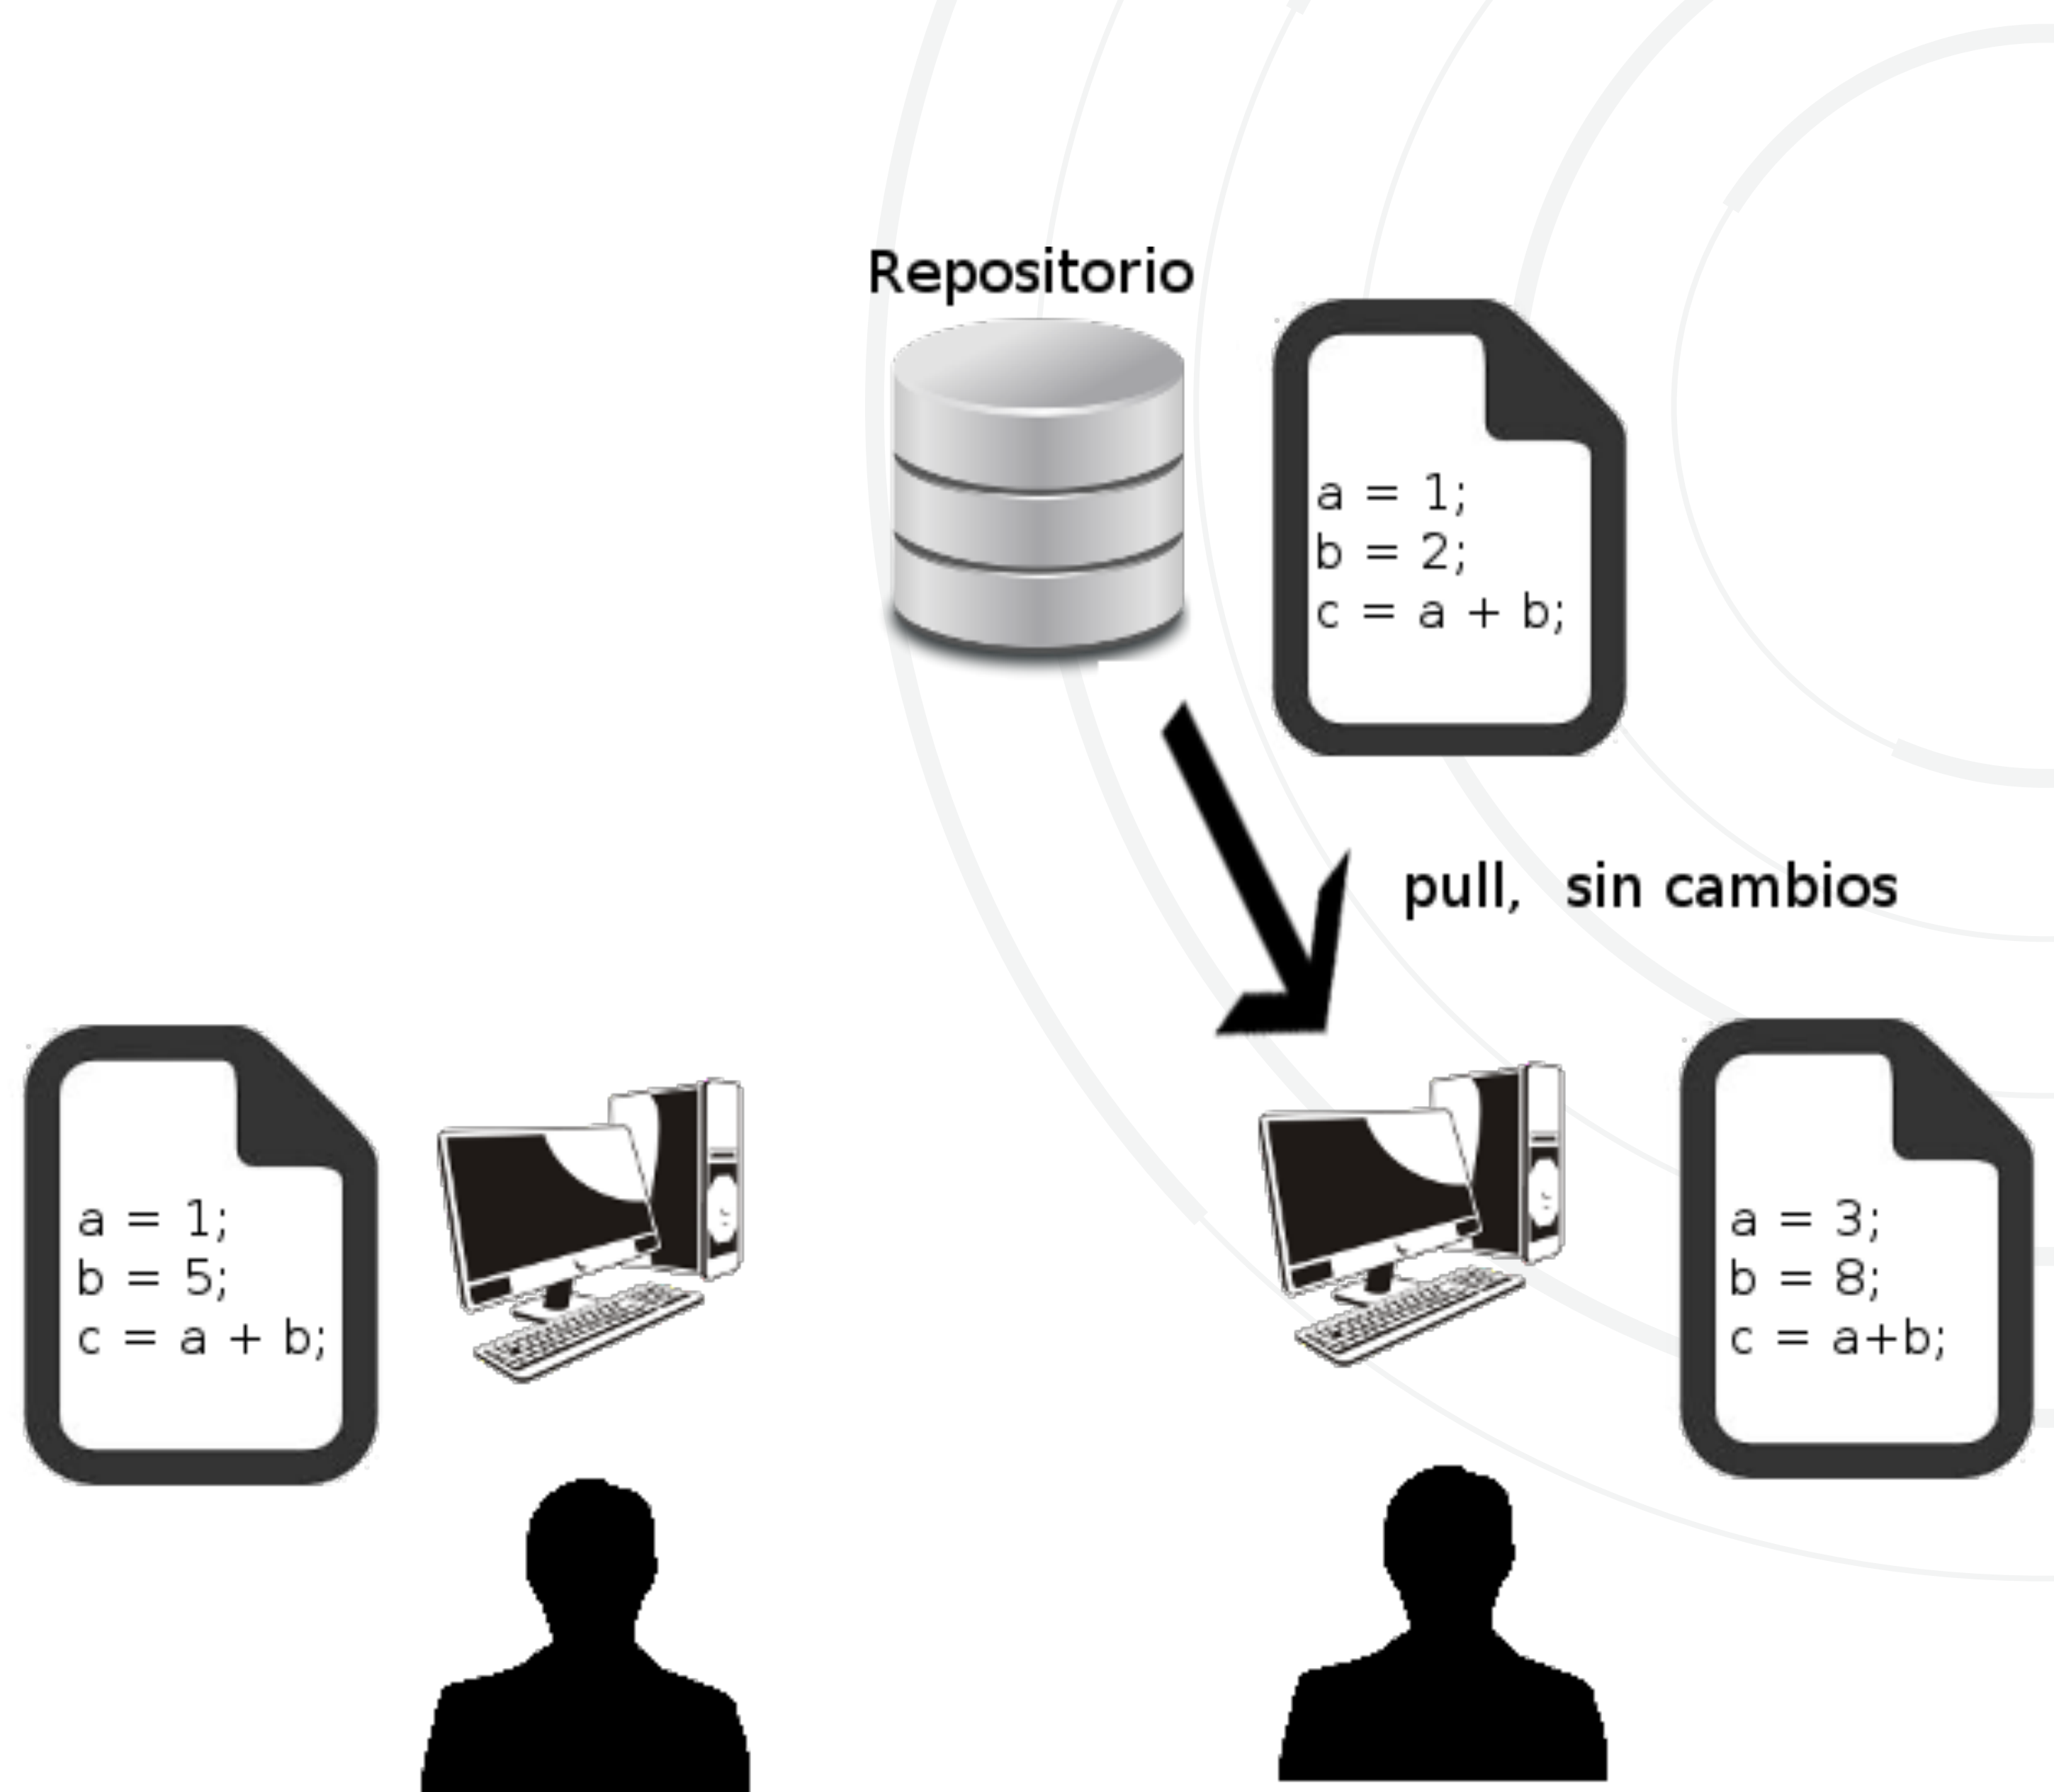 Repositorio
a = 1;
b = 2;
c = a + b;
pull, sin cambios
a = 1;
b = 5;
c = a + b;
a = 3;
b = 8;
c = a+b;